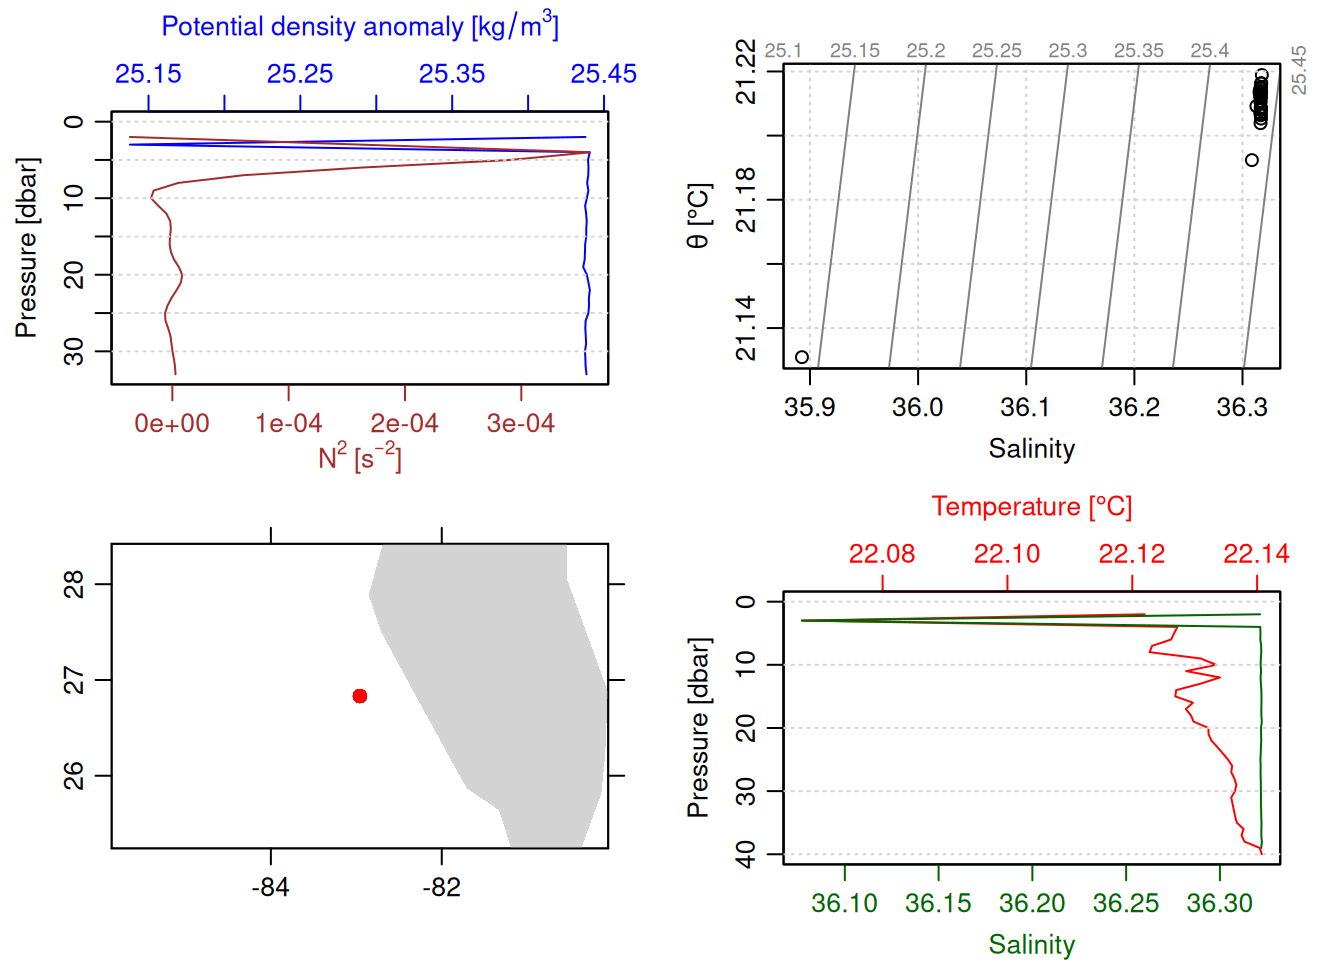 Potential density anomaly [kg/m³]
25.15 25.25 25.35 25.45
Pressure [dbar]
0 10 20 30
0e+00 1e-04 2e-04 3e-04
N² [s⁻²]
25.1 25.15 25.2 25.25 25.3 25.35 25.4 25.45
θ [°C]
21.14 21.18 21.22
35.9 36.0 36.1 36.2 36.3
Salinity
26 27 28
-84 -82
Temperature [°C]
22.08 22.10 22.12 22.14
Pressure [dbar]
0 10 20 30 40
36.10 36.15 36.20 36.25 36.30
Salinity